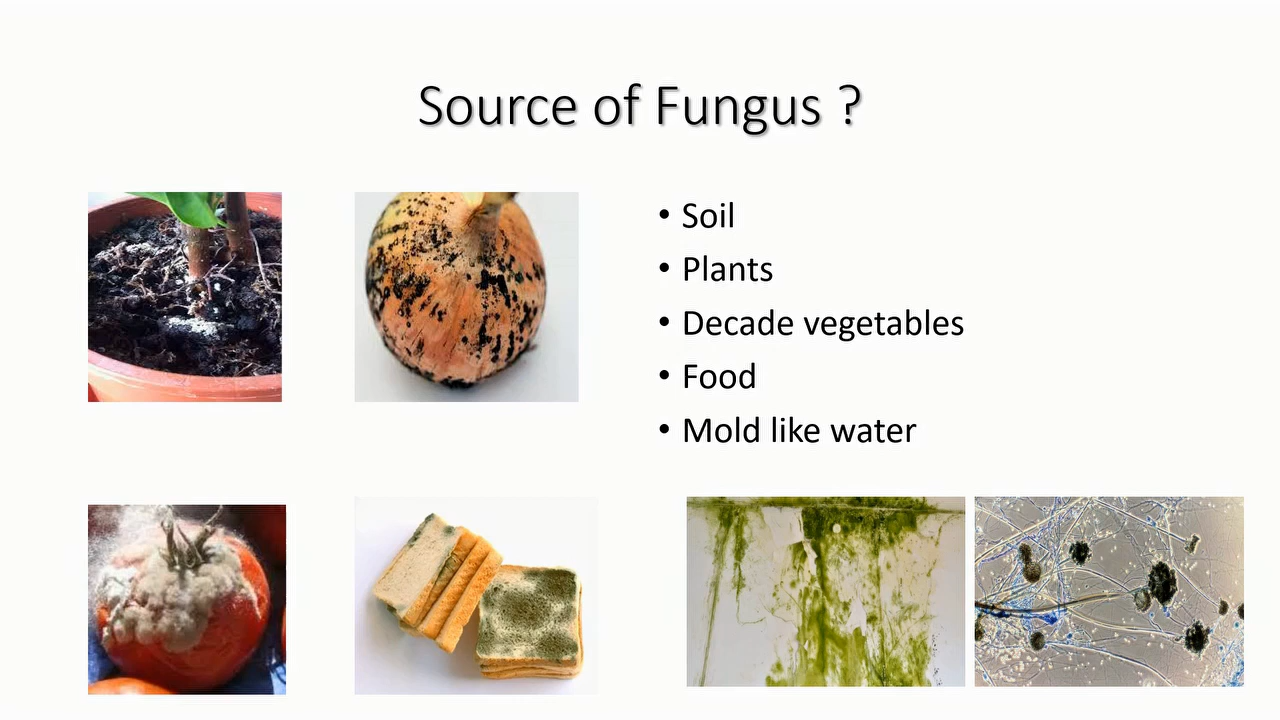 Source of Fungus ?
• Soil
• Plants
• Decade vegetables
• Food
• Mold like water